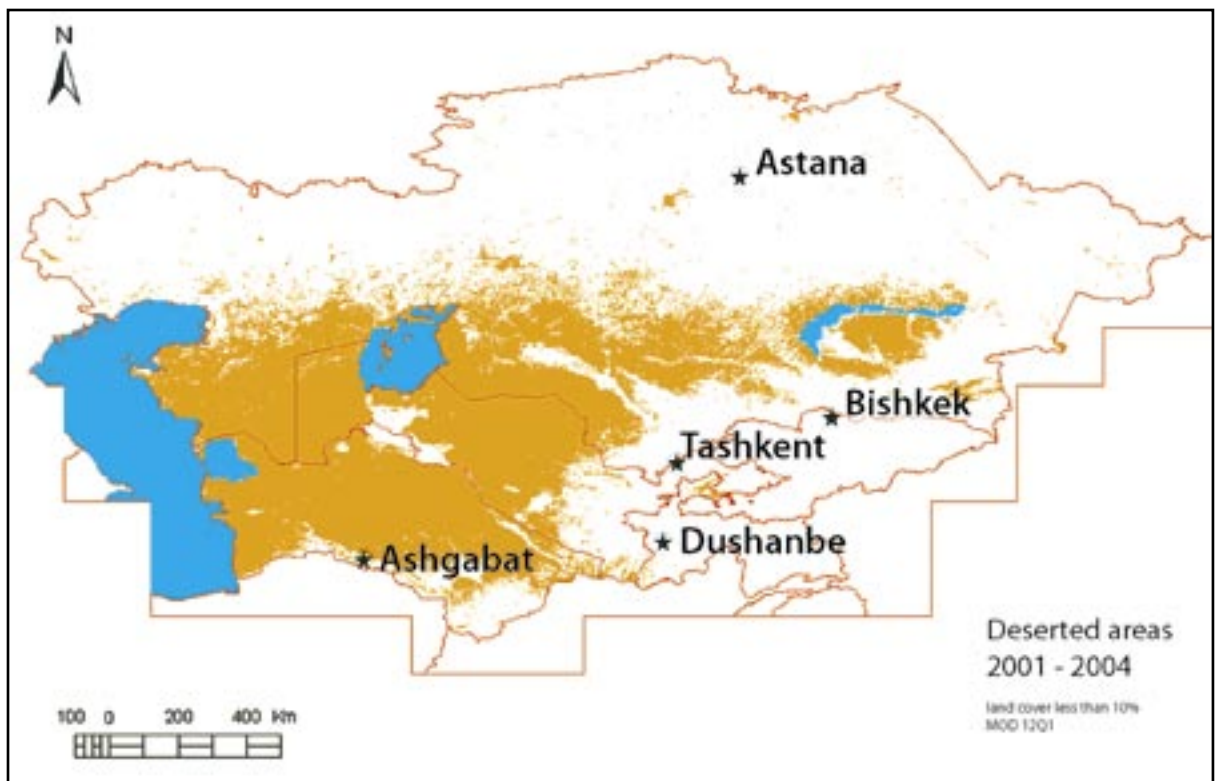 N
Astana
Bishkek
Tashkent
Dushanbe
Ashgabat
Deserted areas
2001 - 2004
land cover less than 10%
MOD 12Q1
100 0 200 400 km